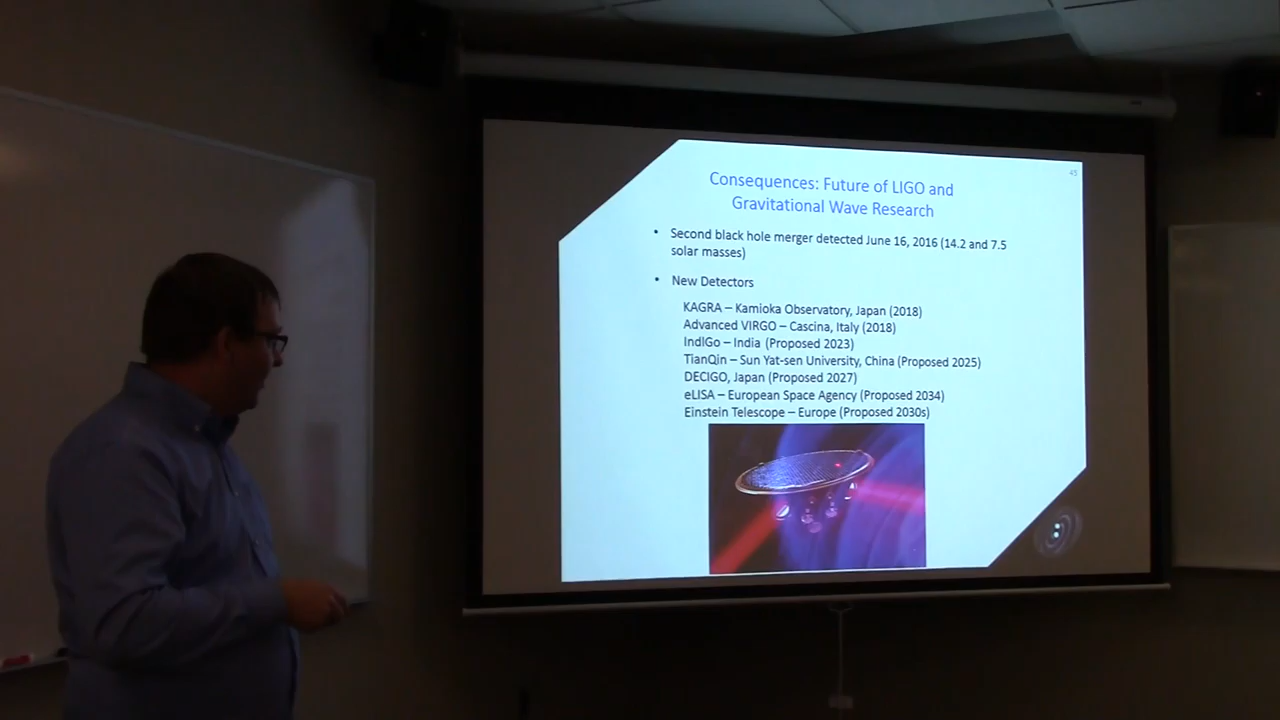 45
Consequences: Future of LIGO and
Gravitational Wave Research
• Second black hole merger detected June 16, 2016 (14.2 and 7.5
solar masses)
• New Detectors
KAGRA – Kamioka Observatory, Japan (2018)
Advanced VIRGO – Cascina, Italy (2018)
IndIGo – India (Proposed 2023)
TianQin – Sun Yat-sen University, China (Proposed 2025)
DECIGO, Japan (Proposed 2027)
eLISA – European Space Agency (Proposed 2034)
Einstein Telescope – Europe (Proposed 2030s)